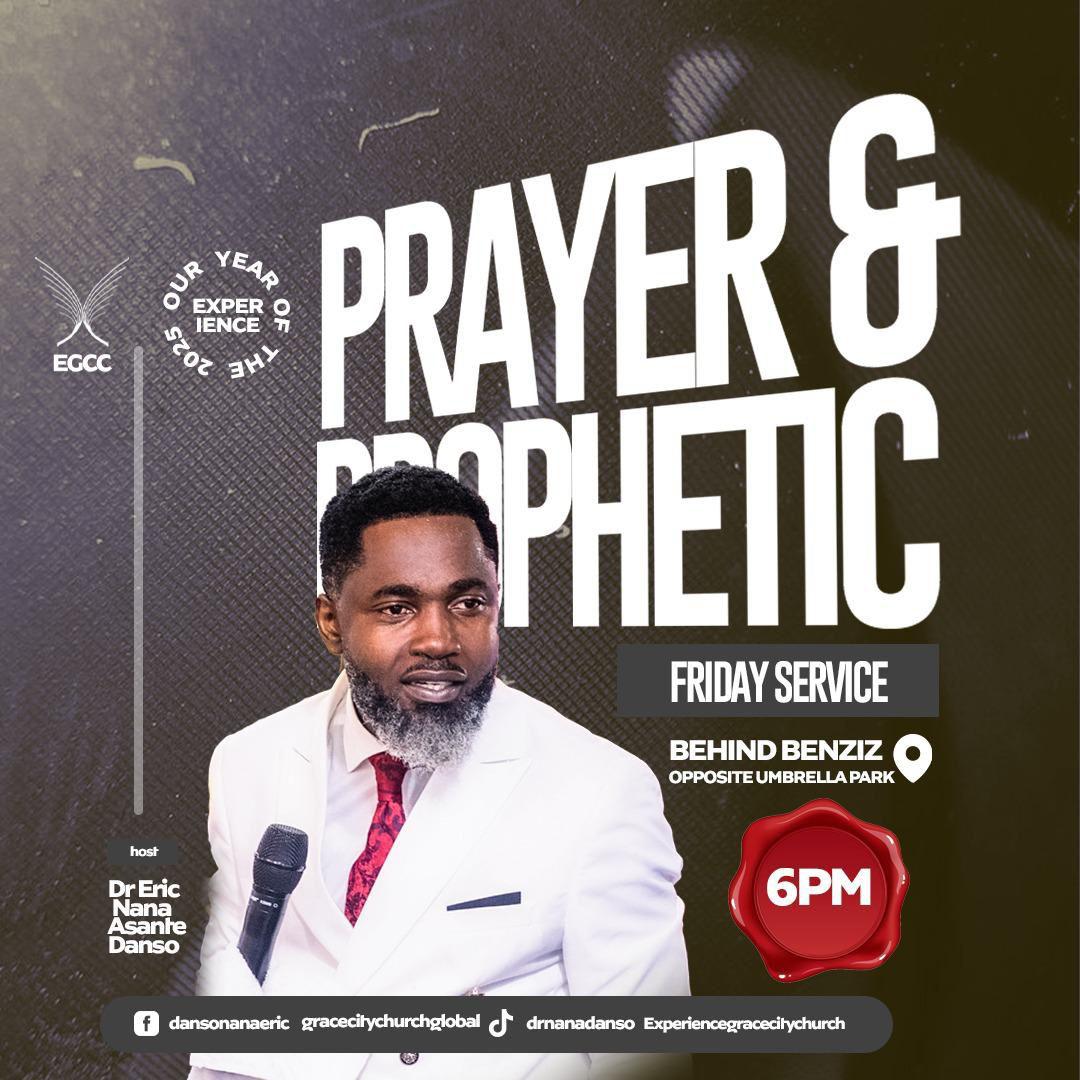 PRAYER &
PROPHETIC
EGCC
2025 OUR YEAR OF THE
EXPER
IENCE
FRIDAY SERVICE
BEHIND BENZIZ
OPPOSITE UMBRELLA PARK
6PM
host
Dr Eric
Nana
Asante
Danso
dansonanaeric gracecitychurchglobal drnanadanso Experiencegracecitychurch